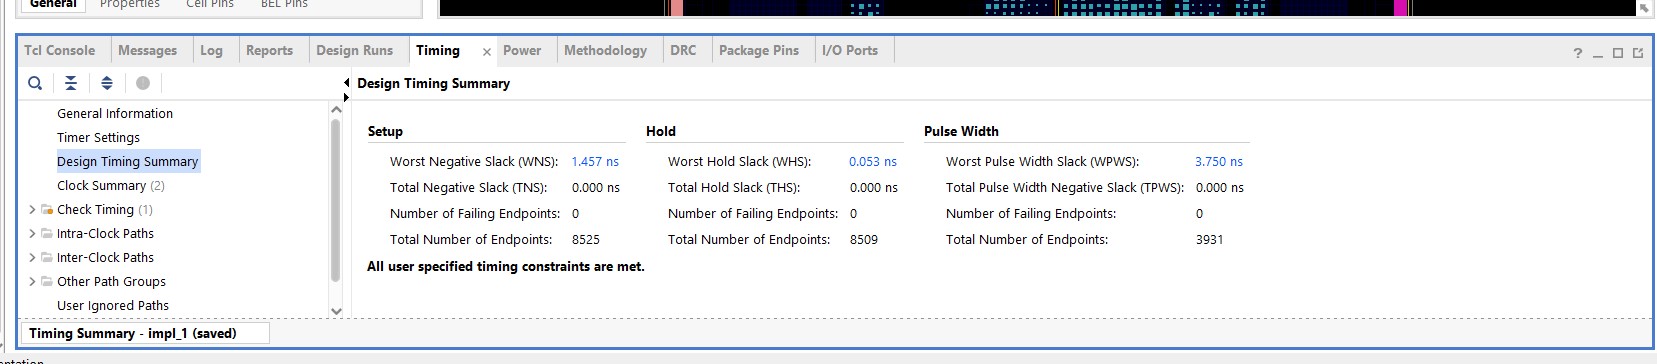 General Properties Cell Pins BEL Pins
Tcl Console Messages Log Reports Design Runs Timing × Power Methodology DRC Package Pins I/O Ports
Design Timing Summary
General Information
Timer Settings
Design Timing Summary
Clock Summary (2)
Check Timing (1)
Intra-Clock Paths
Inter-Clock Paths
Other Path Groups
User Ignored Paths
Setup Hold Pulse Width
Worst Negative Slack (WNS): 1.457 ns Worst Hold Slack (WHS): 0.053 ns Worst Pulse Width Slack (WPWS): 3.750 ns
Total Negative Slack (TNS): 0.000 ns Total Hold Slack (THS): 0.000 ns Total Pulse Width Negative Slack (TPWS): 0.000 ns
Number of Failing Endpoints: 0 Number of Failing Endpoints: 0 Number of Failing Endpoints: 0
Total Number of Endpoints: 8525 Total Number of Endpoints: 8509 Total Number of Endpoints: 3931
All user specified timing constraints are met.
Timing Summary - impl_1 (saved)